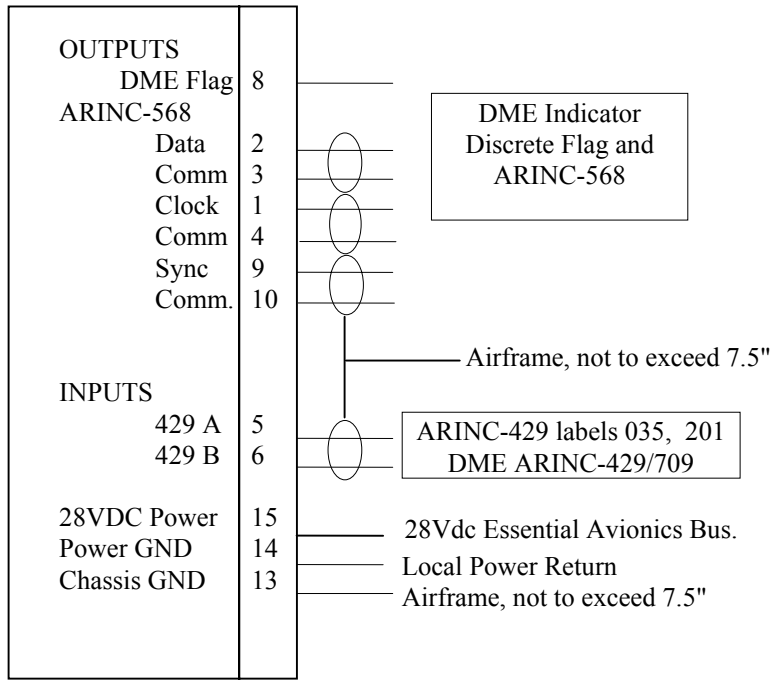 OUTPUTS
DME Flag 8
ARINC-568
Data 2
Comm 3
Clock 1
Comm 4
Sync 9
Comm. 10
DME Indicator
Discrete Flag and
ARINC-568
Airframe, not to exceed 7.5"
INPUTS
429 A 5
429 B 6
ARINC-429 labels 035, 201
DME ARINC-429/709
28VDC Power 15
Power GND 14
Chassis GND 13
28Vdc Essential Avionics Bus.
Local Power Return
Airframe, not to exceed 7.5"